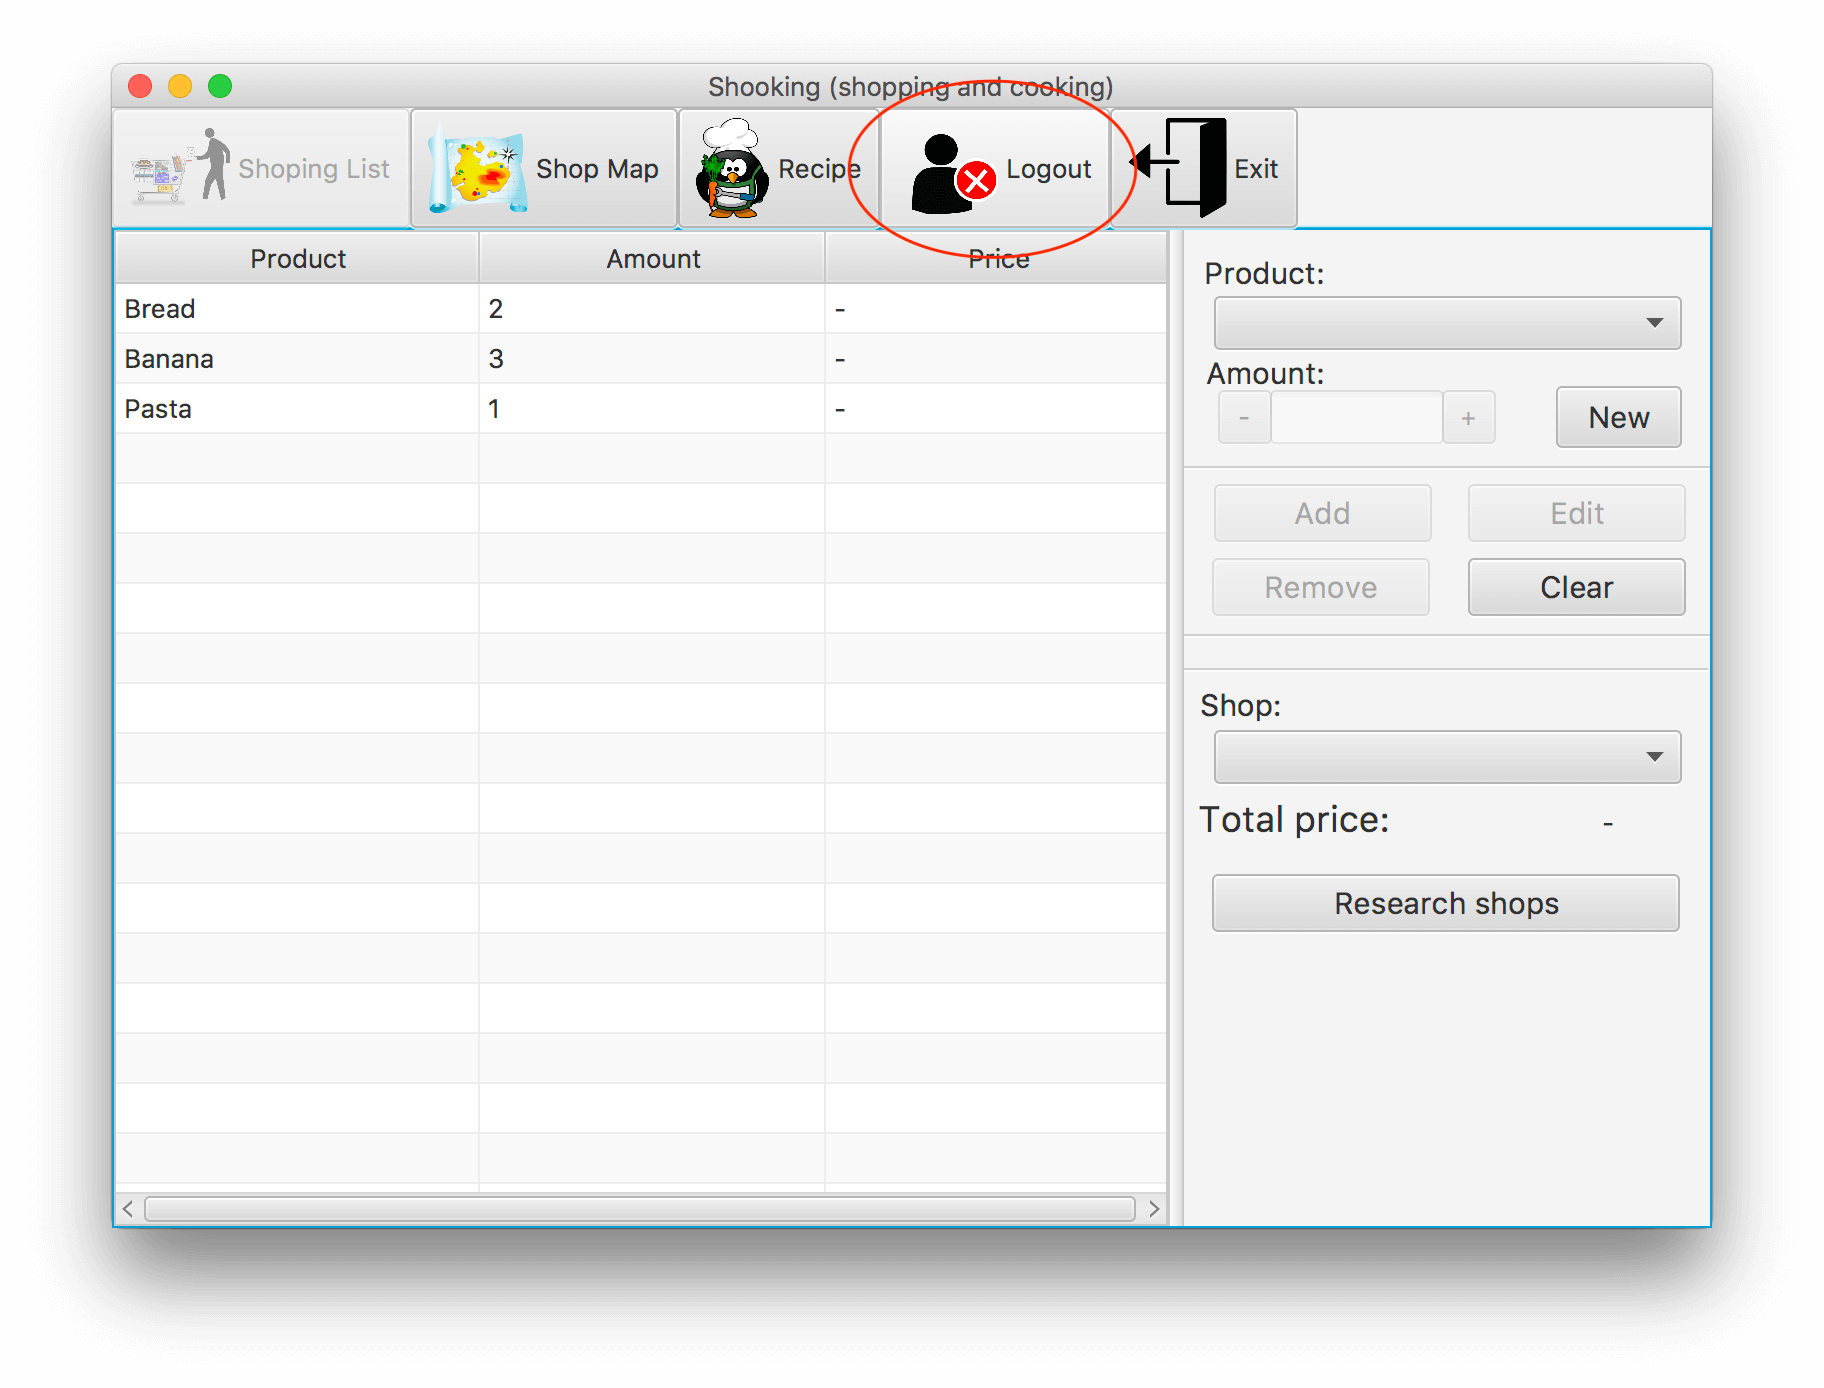 Shooking (shopping and cooking)
Shoping List
Shop Map
Recipe
Logout
Exit
Product Amount Price
Bread 2 -
Banana 3 -
Pasta 1 -
Product:
Amount:
- +
New
Add Edit
Remove Clear
Shop:
Total price: -
Research shops